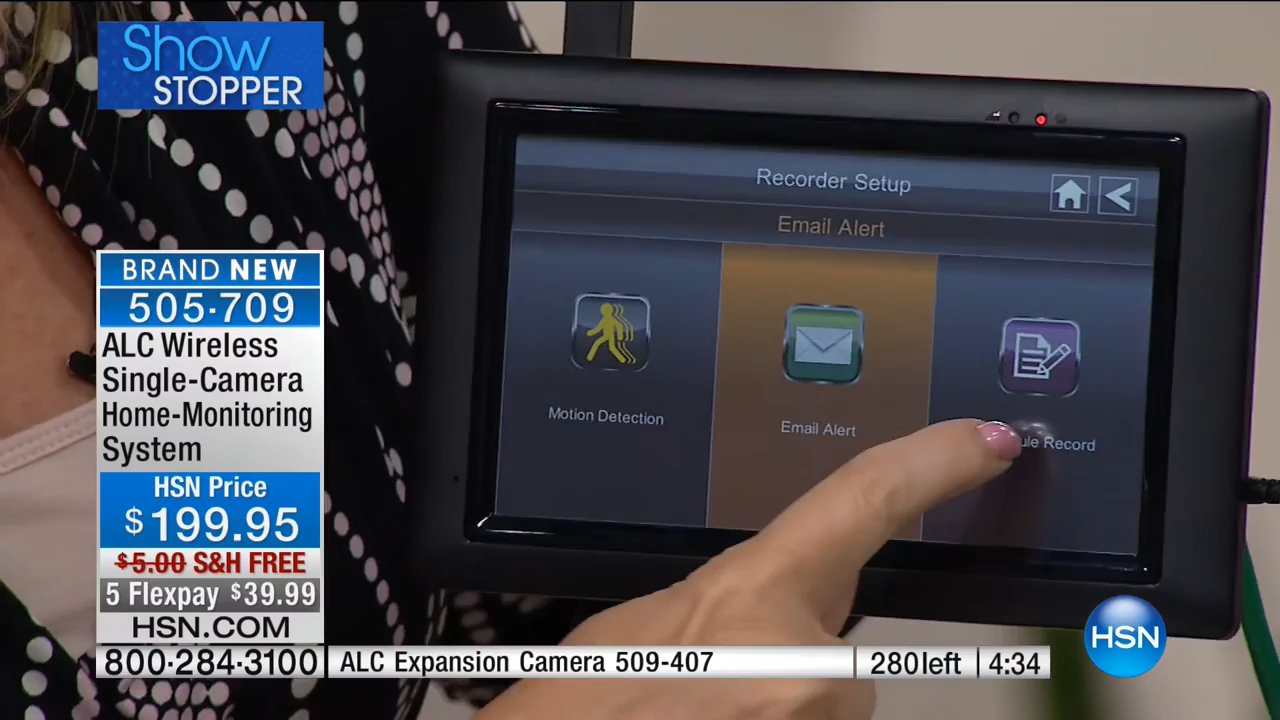 Show
STOPPER
BRAND NEW
505-709
ALC Wireless
Single-Camera
Home-Monitoring
System
HSN Price
$199.95
$5.00 S&H FREE
5 Flexpay $39.99
HSN.COM
800-284-3100
ALC Expansion Camera 509-407
280left
4:34
Recorder Setup
Email Alert
Motion Detection
Email Alert
Record
HSN